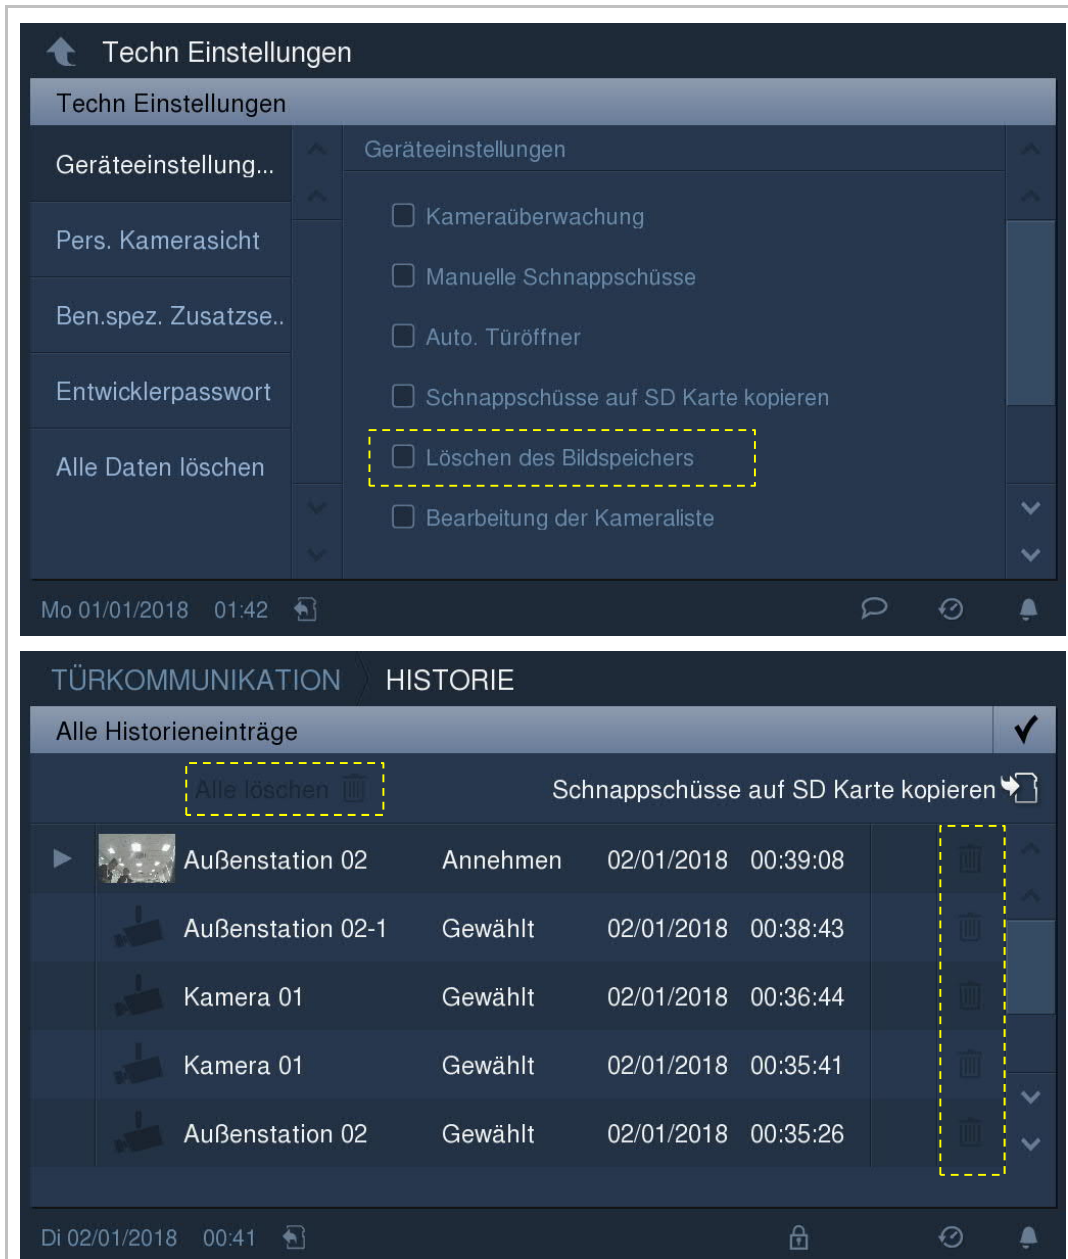 Techn Einstellungen
Techn Einstellungen
Geräteeinstellung...
Pers. Kamerasicht
Ben.spez. Zusatzse..
Entwicklerpasswort
Alle Daten löschen
Geräteeinstellungen
Kameraüberwachung
Manuelle Schnappschüsse
Auto. Türöffner
Schnappschüsse auf SD Karte kopieren
Löschen des Bildspeichers
Bearbeitung der Kameraliste
Mo 01/01/2018 01:42
TÜRKOMMUNIKATION HISTORIE
Alle Historieneinträge
Alle löschen Schnappschüsse auf SD Karte kopieren
Außenstation 02 Annehmen 02/01/2018 00:39:08
Außenstation 02-1 Gewählt 02/01/2018 00:38:43
Kamera 01 Gewählt 02/01/2018 00:36:44
Kamera 01 Gewählt 02/01/2018 00:35:41
Außenstation 02 Gewählt 02/01/2018 00:35:26
Di 02/01/2018 00:41